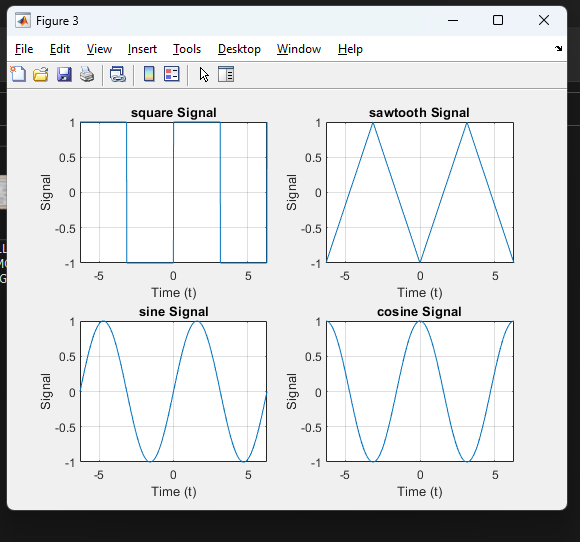 Figure 3
File Edit View Insert Tools Desktop Window Help
square Signal
1
0.5
0
-0.5
-1
Signal
-5 0 5
Time (t)
sawtooth Signal
1
0.5
0
-0.5
-1
Signal
-5 0 5
Time (t)
sine Signal
1
0.5
0
-0.5
-1
Signal
-5 0 5
Time (t)
cosine Signal
1
0.5
0
-0.5
-1
Signal
-5 0 5
Time (t)